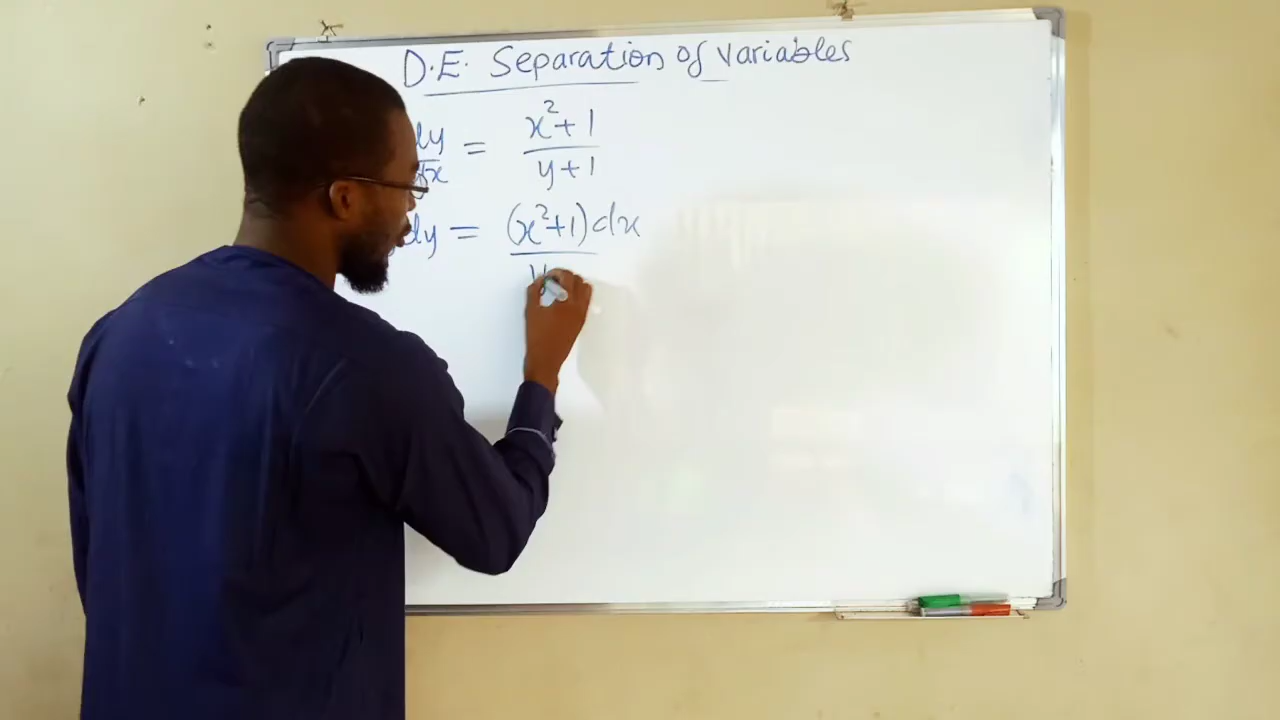 D.E. Separation of variables
dy/dx = x²+1/y+1
dy = (x²+1)dx/y